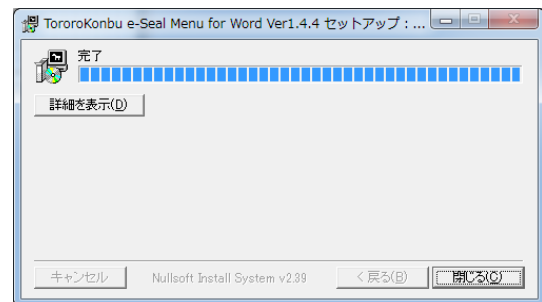 TororoKonbu e-Seal Menu for Word Ver1.4.4 セットアップ : ...
完了
詳細を表示(D)
キャンセル
Nullsoft Install System v2.39
< 戻る(B)
閉じる(C)